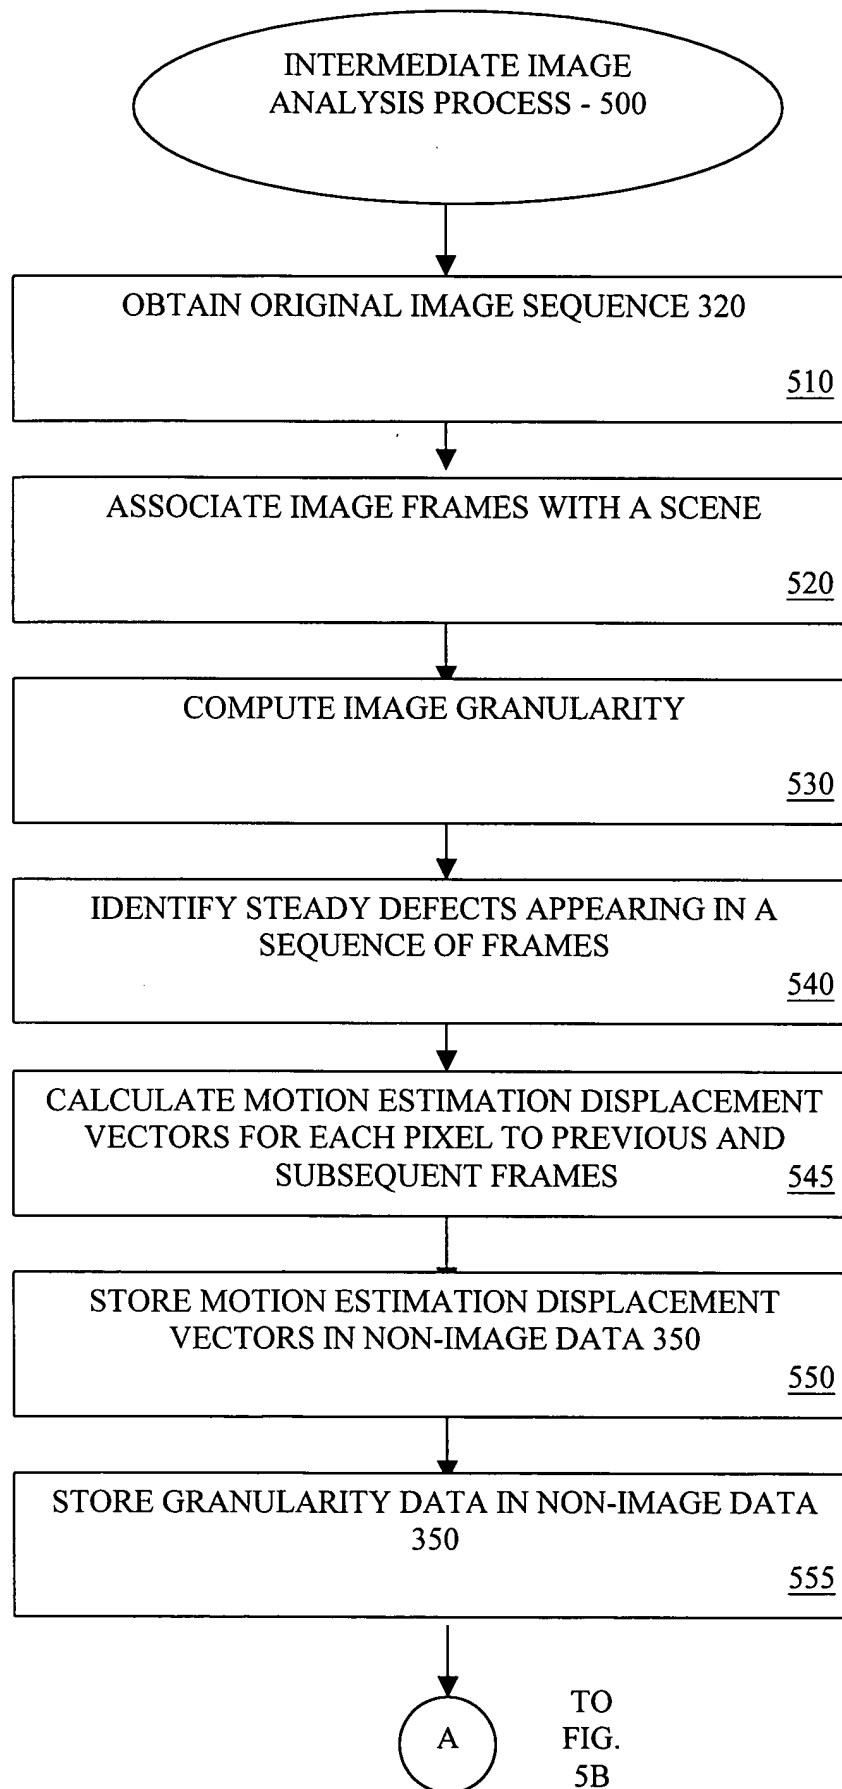 INTERMEDIATE IMAGE
ANALYSIS PROCESS - 500
OBTAIN ORIGINAL IMAGE SEQUENCE 320
510
ASSOCIATE IMAGE FRAMES WITH A SCENE
520
COMPUTE IMAGE GRANULARITY
530
IDENTIFY STEADY DEFECTS APPEARING IN A
SEQUENCE OF FRAMES
540
CALCULATE MOTION ESTIMATION DISPLACEMENT
VECTORS FOR EACH PIXEL TO PREVIOUS AND
SUBSEQUENT FRAMES 545
STORE MOTION ESTIMATION DISPLACEMENT
VECTORS IN NON-IMAGE DATA 350
550
STORE GRANULARITY DATA IN NON-IMAGE DATA
350
555
A
TO
FIG.
5B